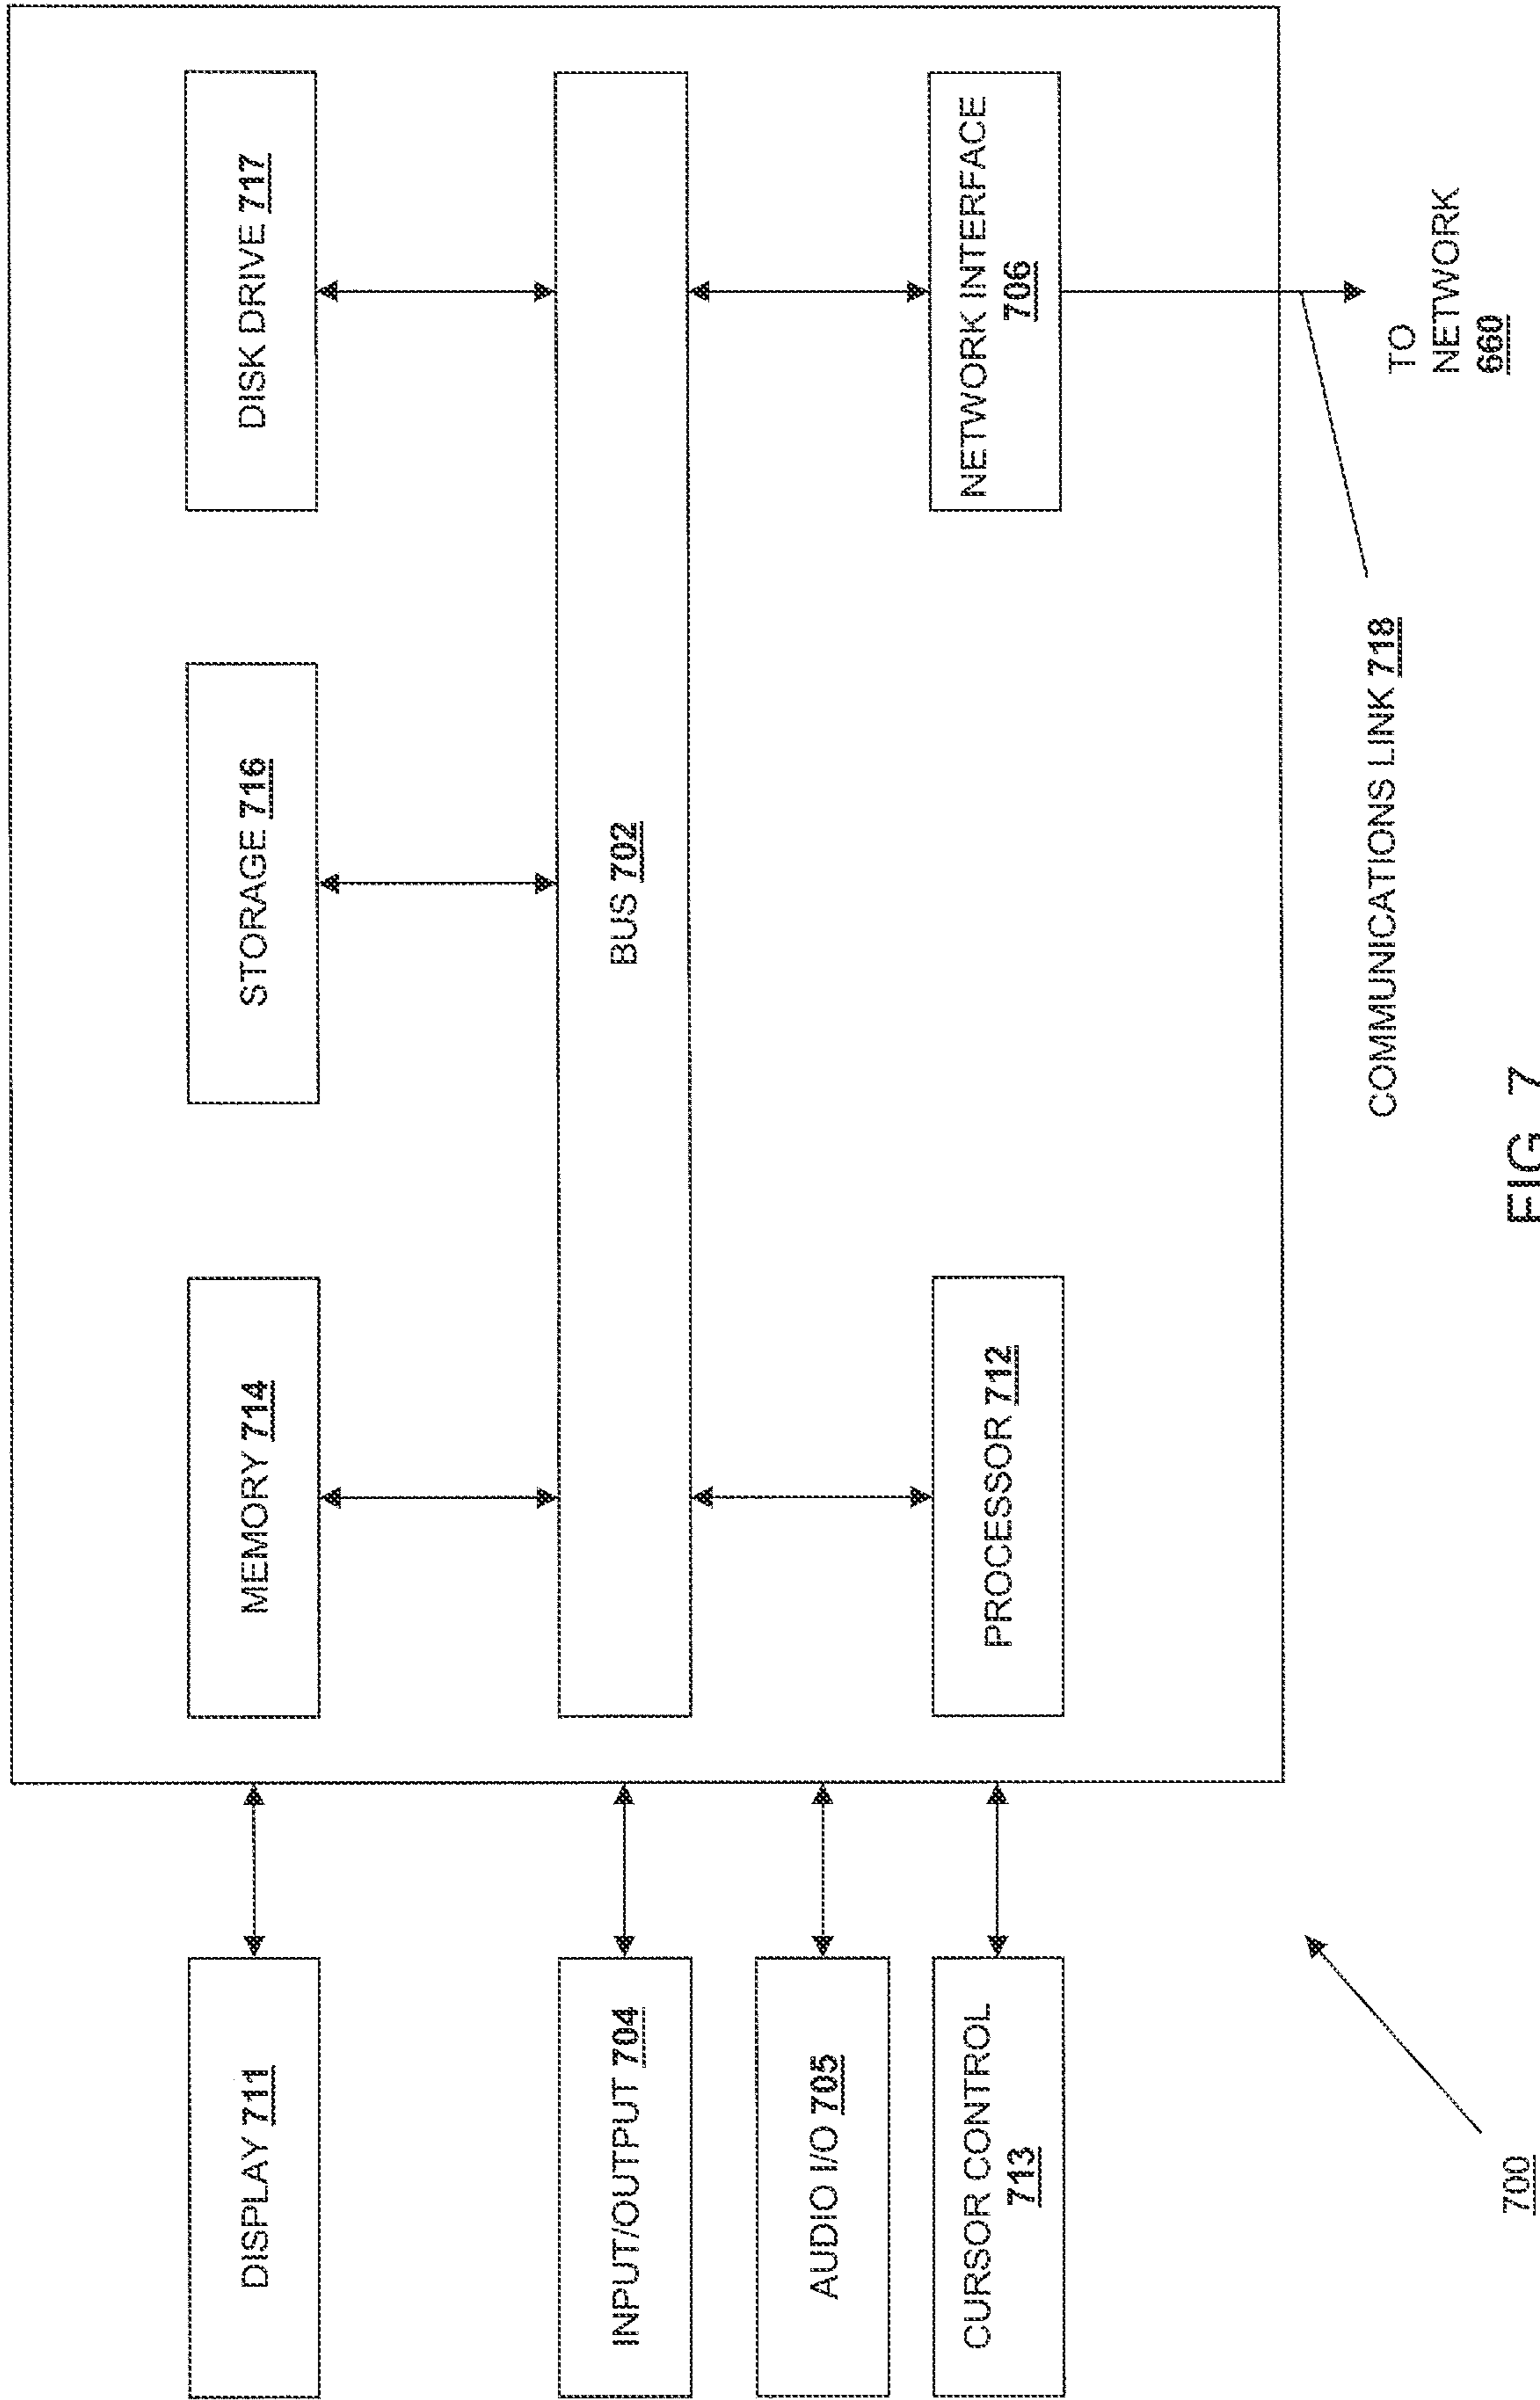 DISPLAY 711
MEMORY 714
STORAGE 716
DISK DRIVE 717
INPUT/OUTPUT 704
BUS 702
AUDIO I/O 705
CURSOR CONTROL
713
PROCESSOR 712
NETWORK INTERFACE
706
COMMUNICATIONS LINK 718
TO
NETWORK
660
700
FIG. 7